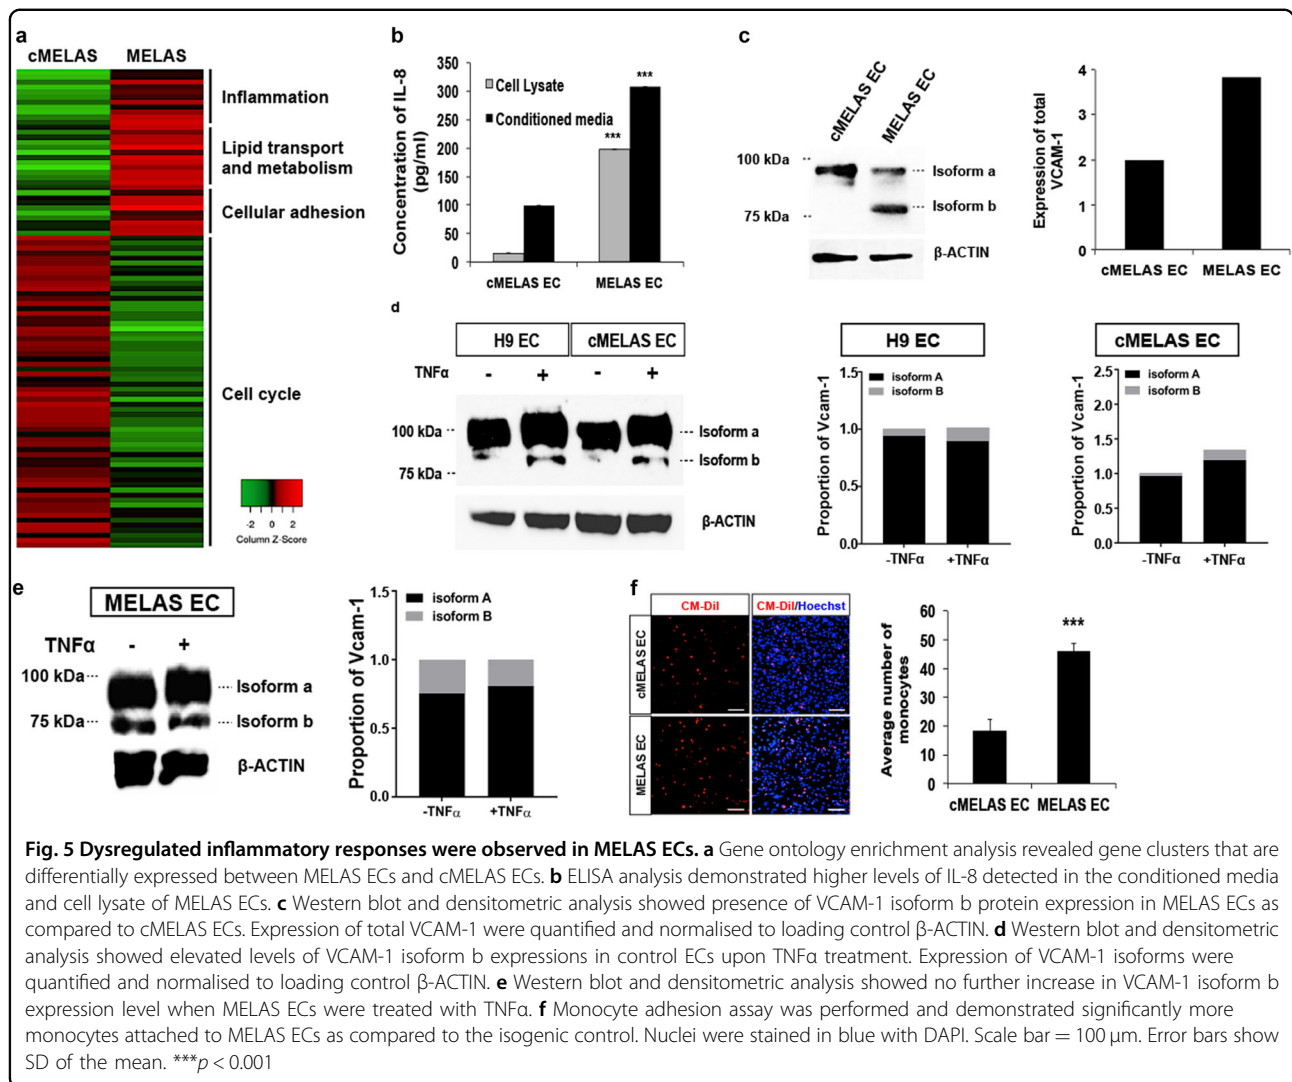 a
cMELAS MELAS
Inflammation
Lipid transport
and metabolism
Cellular adhesion
Cell cycle
-2 0 2
Column Z-Score
b
Concentration of IL-8
(pg/ml)
350
300
250
200
150
100
50
0
Cell Lysate
Conditioned media
***
***
cMELAS EC MELAS EC
c
cMELAS EC
MELAS EC
100 kDa
75 kDa
Isoform a
Isoform b
β-ACTIN
Expression of total
VCAM-1
4
3
2
1
0
cMELAS EC MELAS EC
d
H9 EC cMELAS EC
TNFα - + - +
100 kDa
75 kDa
Isoform a
Isoform b
β-ACTIN
H9 EC
Proportion of Vcam-1
1.5
1.0
0.5
0.0
isoform A
isoform B
-TNFα +TNFα
cMELAS EC
Proportion of Vcam-1
2.5
2.0
1.5
1.0
0.5
0.0
isoform A
isoform B
-TNFα +TNFα
e
MELAS EC
TNFα - +
100 kDa
75 kDa
Isoform a
Isoform b
β-ACTIN
Proportion of Vcam-1
1.5
1.0
0.5
0.0
isoform A
isoform B
-TNFα +TNFα
f
CM-DiI CM-DiI/Hoechst
cMELAS EC
MELAS EC
Average number of
monocytes
60
50
40
30
20
10
0
***
cMELAS EC MELAS EC
Fig. 5 Dysregulated inflammatory responses were observed in MELAS ECs. a Gene ontology enrichment analysis revealed gene clusters that are
differentially expressed between MELAS ECs and cMELAS ECs. b ELISA analysis demonstrated higher levels of IL-8 detected in the conditioned media
and cell lysate of MELAS ECs. c Western blot and densitometric analysis showed presence of VCAM-1 isoform b protein expression in MELAS ECs as
compared to cMELAS ECs. Expression of total VCAM-1 were quantified and normalised to loading control β-ACTIN. d Western blot and densitometric
analysis showed elevated levels of VCAM-1 isoform b expressions in control ECs upon TNFα treatment. Expression of VCAM-1 isoforms were
quantified and normalised to loading control β-ACTIN. e Western blot and densitometric analysis showed no further increase in VCAM-1 isoform b
expression level when MELAS ECs were treated with TNFα. f Monocyte adhesion assay was performed and demonstrated significantly more
monocytes attached to MELAS ECs as compared to the isogenic control. Nuclei were stained in blue with DAPI. Scale bar = 100 μm. Error bars show
SD of the mean. ***p < 0.001